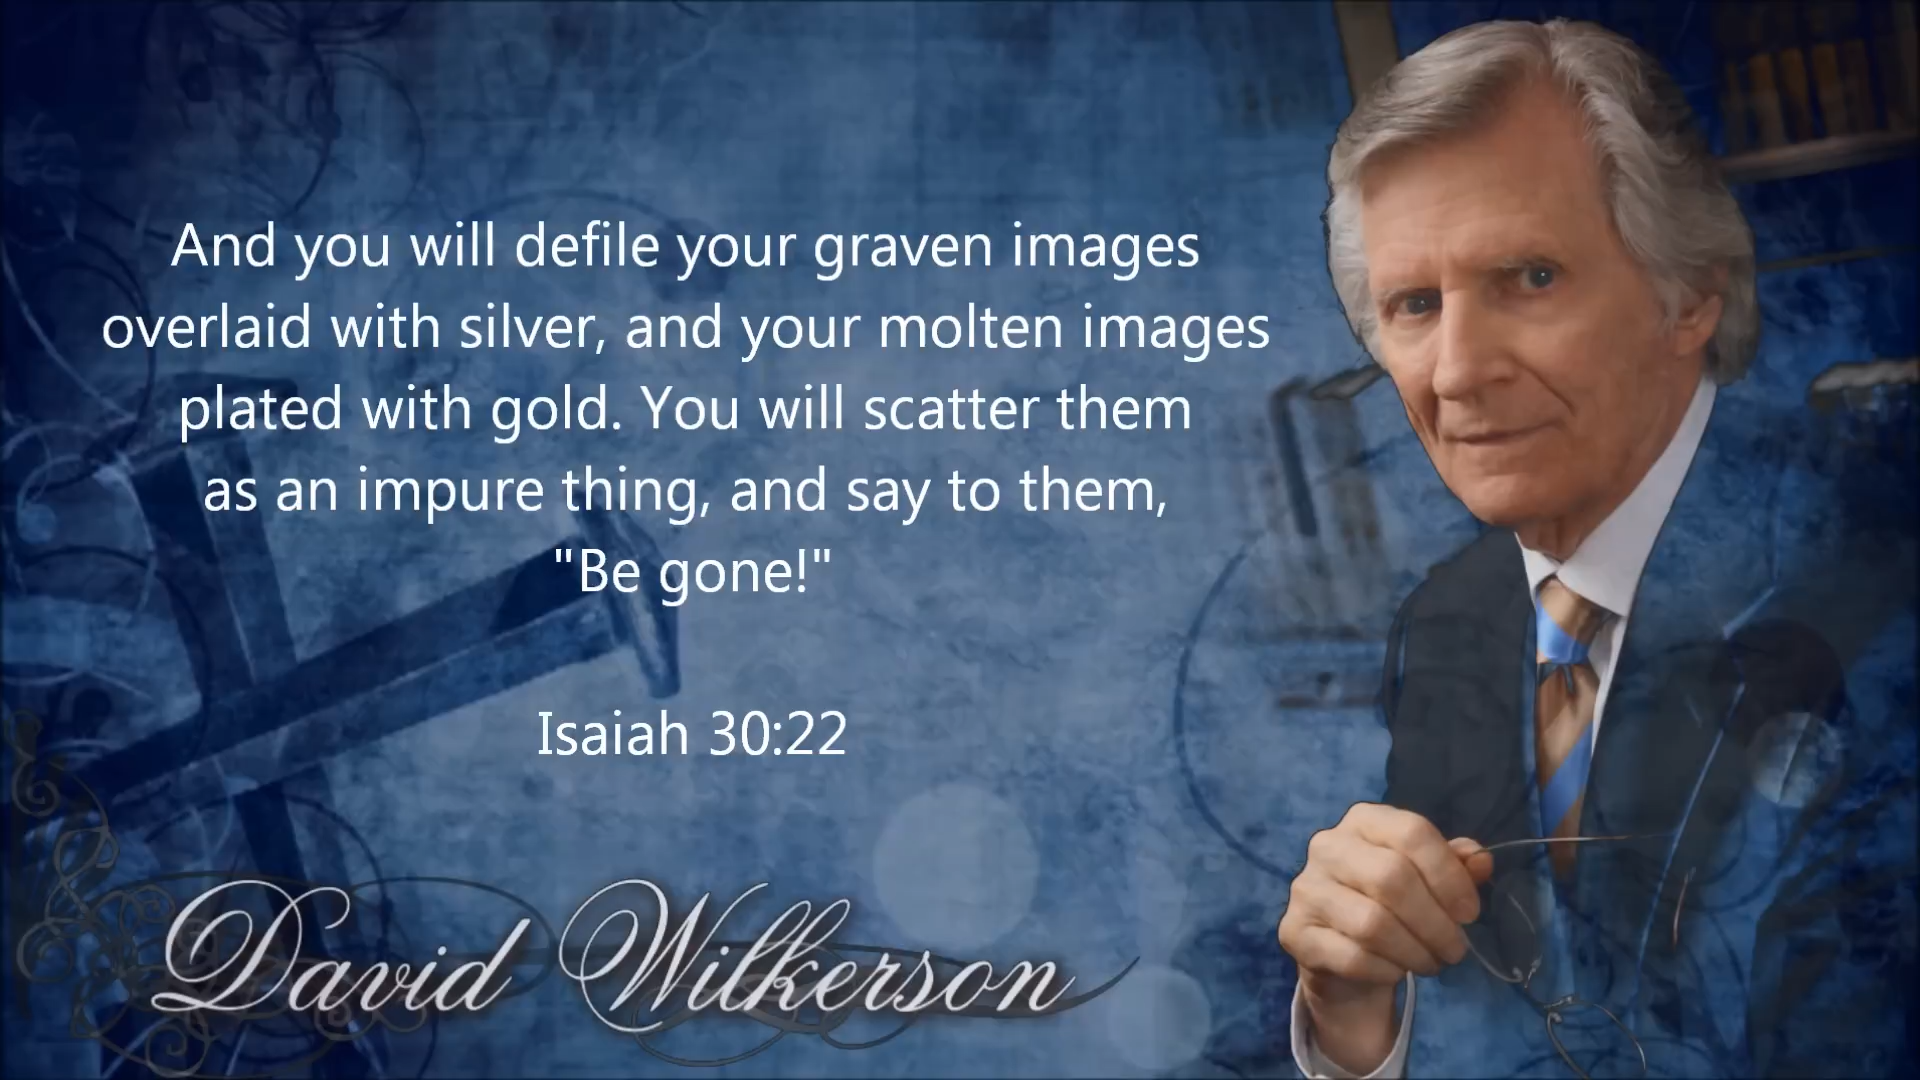 And you will defile your graven images
overlaid with silver, and your molten images
plated with gold. You will scatter them
as an impure thing, and say to them,
"Be gone!"
Isaiah 30:22
David Wilkerson